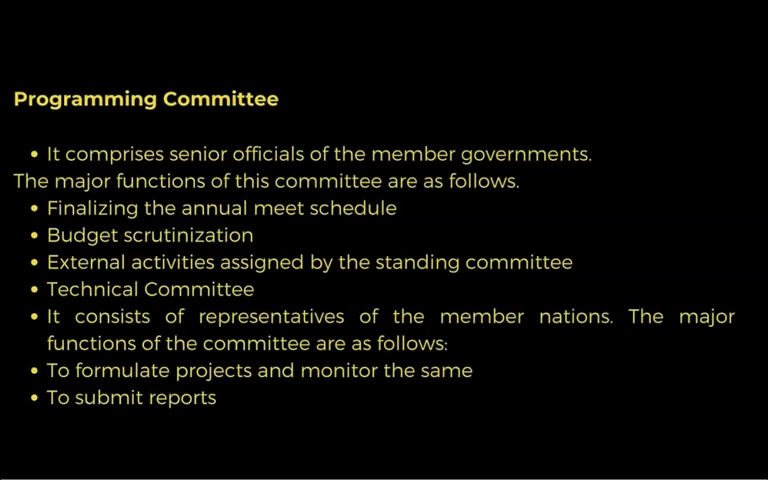 Programming Committee
• It comprises senior officials of the member governments.
The major functions of this committee are as follows.
• Finalizing the annual meet schedule
• Budget scrutinization
• External activities assigned by the standing committee
• Technical Committee
• It consists of representatives of the member nations. The major
functions of the committee are as follows:
• To formulate projects and monitor the same
• To submit reports